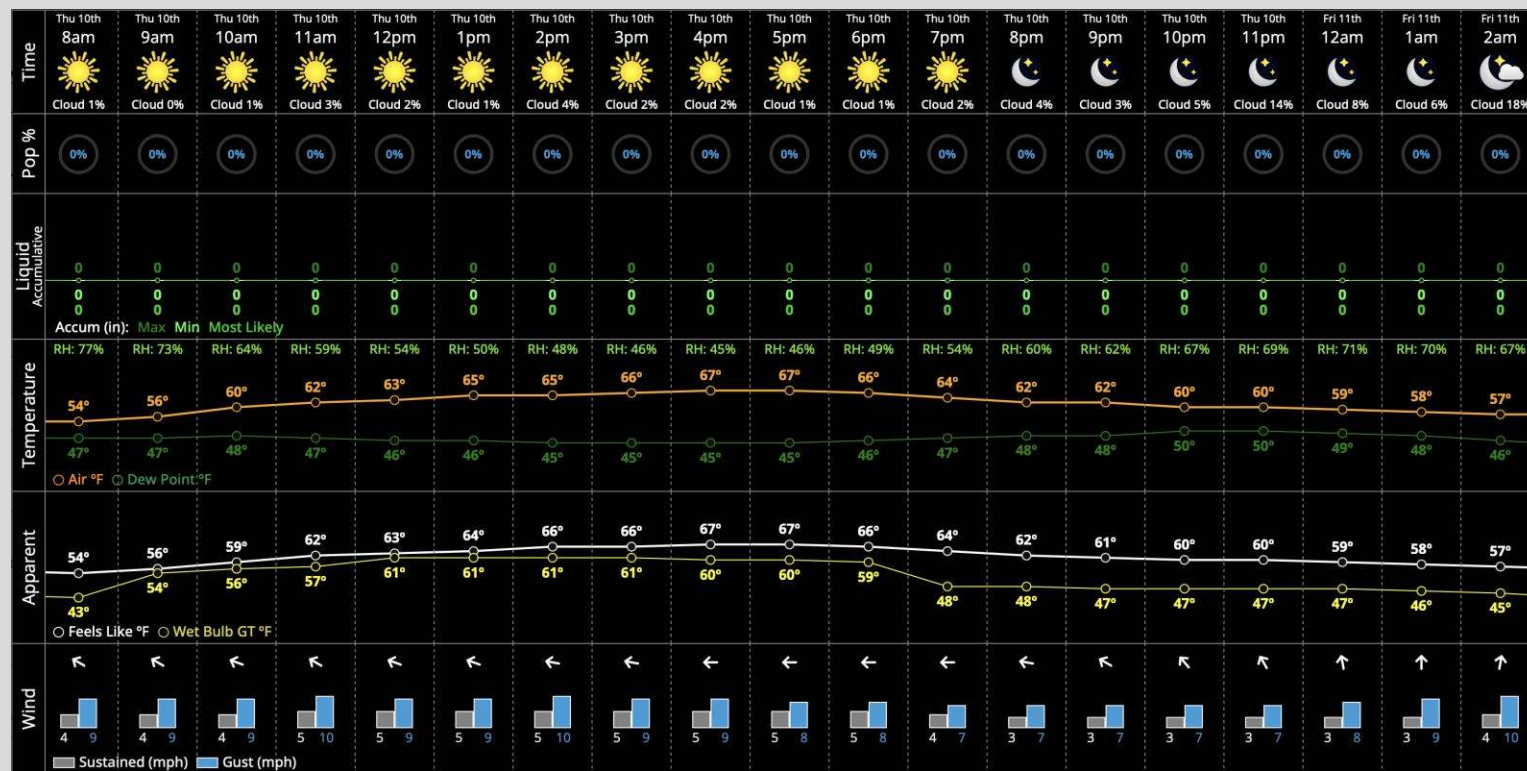 Time
Thu 10th Thu 10th Thu 10th Thu 10th Thu 10th Thu 10th Thu 10th Thu 10th Thu 10th Thu 10th Thu 10th Thu 10th Thu 10th Thu 10th Thu 10th Thu 10th Fri 11th Fri 11th Fri 11th
8am 9am 10am 11am 12pm 1pm 2pm 3pm 4pm 5pm 6pm 7pm 8pm 9pm 10pm 11pm 12am 1am 2am
Cloud 1% Cloud 0% Cloud 1% Cloud 3% Cloud 2% Cloud 1% Cloud 4% Cloud 2% Cloud 2% Cloud 1% Cloud 1% Cloud 2% Cloud 4% Cloud 3% Cloud 5% Cloud 14% Cloud 8% Cloud 6% Cloud 18%
Pop %
0% 0% 0% 0% 0% 0% 0% 0% 0% 0% 0% 0% 0% 0% 0% 0% 0% 0% 0%
Liquid
Accumulative
0 0 0 0 0 0 0 0 0 0 0 0 0 0 0 0 0 0 0
0 0 0 0 0 0 0 0 0 0 0 0 0 0 0 0 0 0 0
0 0 0 0 0 0 0 0 0 0 0 0 0 0 0 0 0 0 0
Accum (in): Max Min Most Likely
Temperature
RH: 77% RH: 73% RH: 64% RH: 59% RH: 54% RH: 50% RH: 48% RH: 46% RH: 45% RH: 46% RH: 49% RH: 54% RH: 60% RH: 62% RH: 67% RH: 69% RH: 71% RH: 70% RH: 67%
54° 56° 60° 62° 63° 65° 65° 66° 67° 67° 66° 64° 62° 62° 60° 60° 59° 58° 57°
47° 47° 48° 47° 46° 46° 45° 45° 45° 45° 46° 47° 48° 48° 50° 50° 49° 48° 46°
Air ºF Dew Point ºF
Apparent
54° 56° 59° 62° 63° 64° 66° 66° 67° 67° 66° 64° 62° 61° 60° 60° 59° 58° 57°
43° 54° 56° 57° 61° 61° 61° 61° 60° 60° 59° 48° 48° 47° 47° 47° 47° 46° 45°
Feels Like ºF Wet Bulb GT ºF
Wind
4 9 4 9 4 9 5 10 5 9 5 9 5 10 5 9 5 9 5 8 5 8 4 7 3 7 3 7 3 7 3 7 3 8 3 9 4 10
Sustained (mph) Gust (mph)